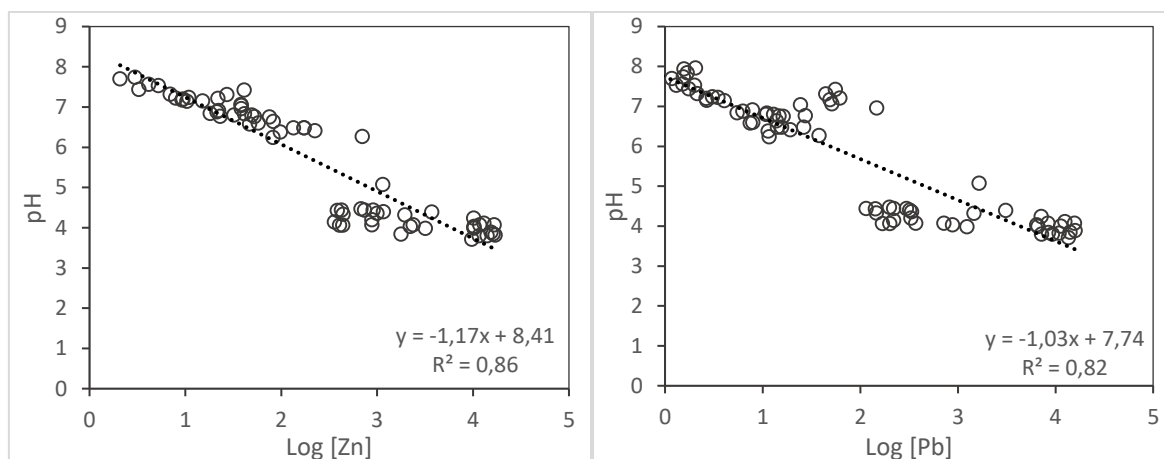 9
8
7
6
5
4
3
2
1
0
pH
0 1 2 3 4 5
Log [Zn]
y = -1,17x + 8,41
R² = 0,86
9
8
7
6
5
4
3
2
1
0
pH
0 1 2 3 4 5
Log [Pb]
y = -1,03x + 7,74
R² = 0,82